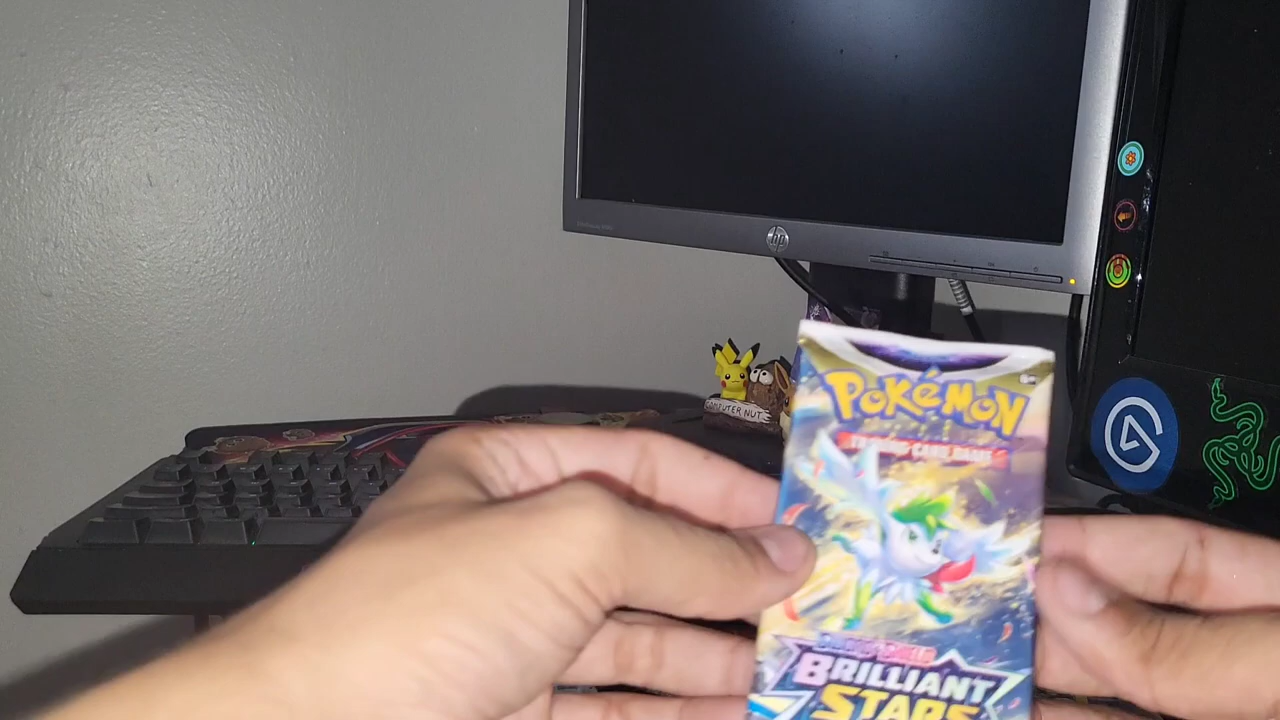 hp
COMPUTER NUT
POKéMON
TRADING CARD GAME
BRILLIANT
STARS